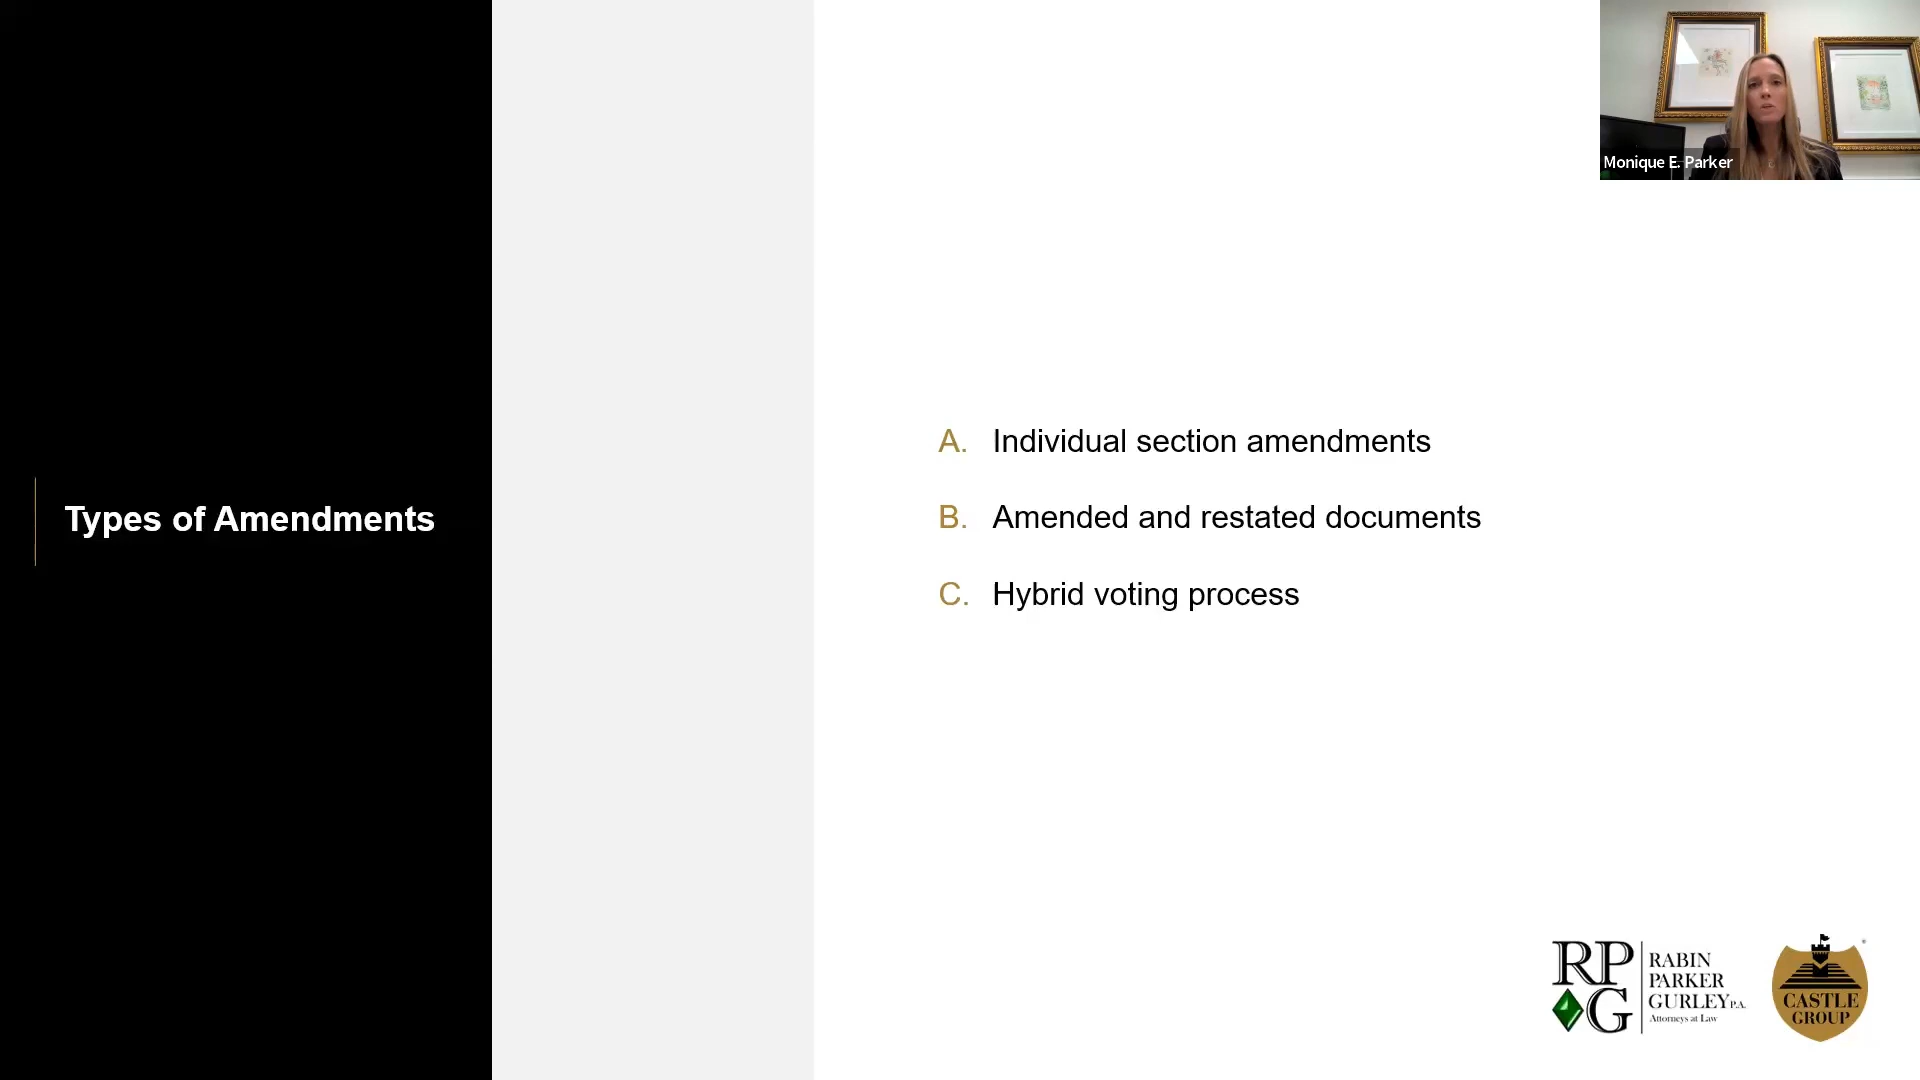 Monique E. Parker
Types of Amendments
A. Individual section amendments
B. Amended and restated documents
C. Hybrid voting process
RP
G
RABIN
PARKER
GURLEY P.A.
Attorneys at Law
CASTLE
GROUP